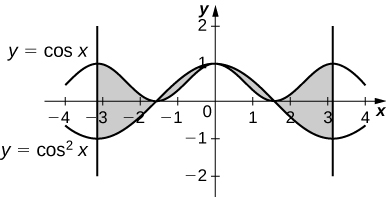 y
2
y = cos x
1
−4 −3 −2 −1 0 1 2 3 4 x
−1
y = cos² x
−2